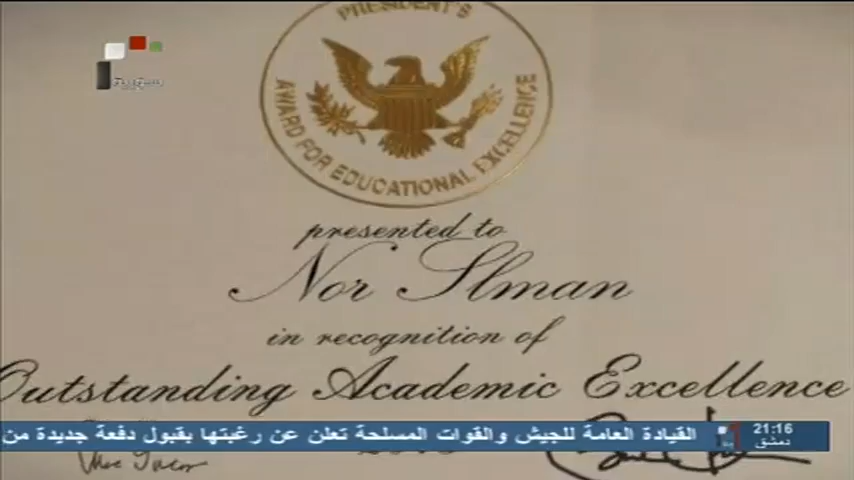 PRESIDENT'S
AWARD FOR EDUCATIONAL EXCELLENCE
presented to
Nor Slman
in recognition of
Outstanding Academic Excellence
القيادة العامة للجيش والقوات المسلحة تعلن عن رغبتها بقبول دفعة جديدة من
21:16
دمشق